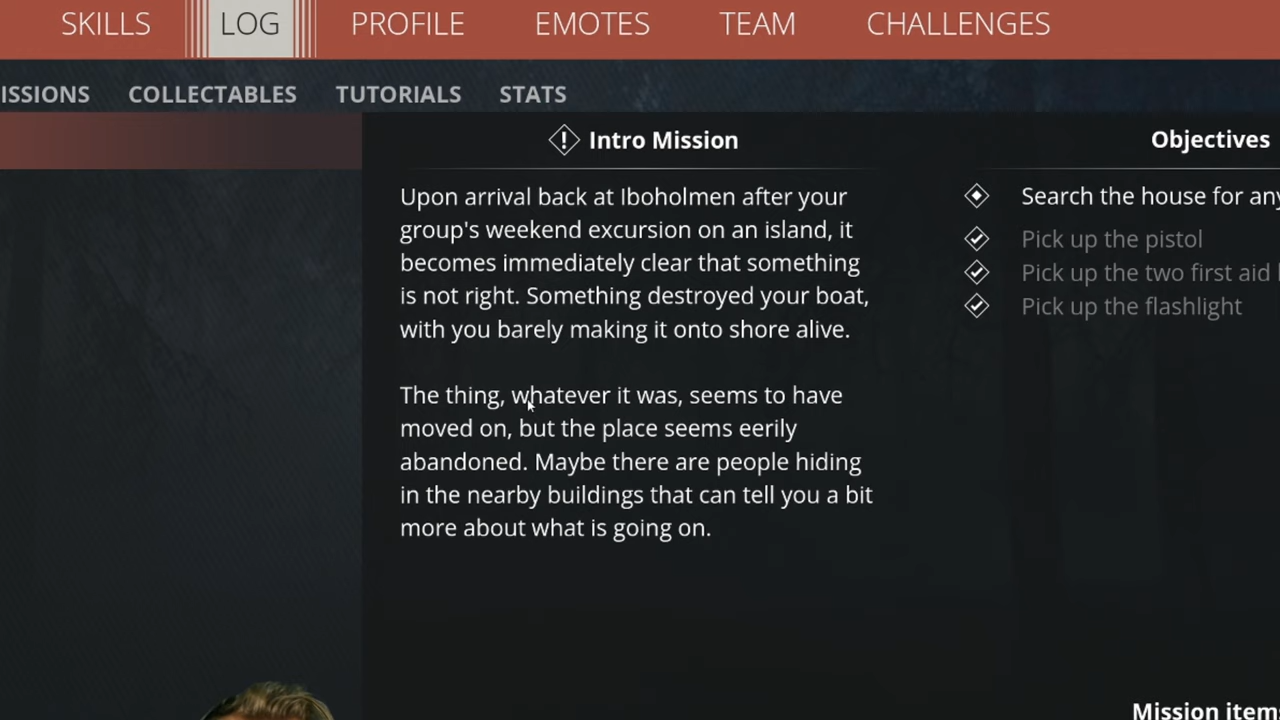 SKILLS LOG PROFILE EMOTES TEAM CHALLENGES
COLLECTABLES TUTORIALS STATS
Intro Mission
Upon arrival back at Iboholmen after your
group's weekend excursion on an island, it
becomes immediately clear that something
is not right. Something destroyed your boat,
with you barely making it onto shore alive.
The thing, whatever it was, seems to have
moved on, but the place seems eerily
abandoned. Maybe there are people hiding
in the nearby buildings that can tell you a bit
more about what is going on.
Objectives
Search the house for any
Pick up the pistol
Pick up the two first aid
Pick up the flashlight
Mission items